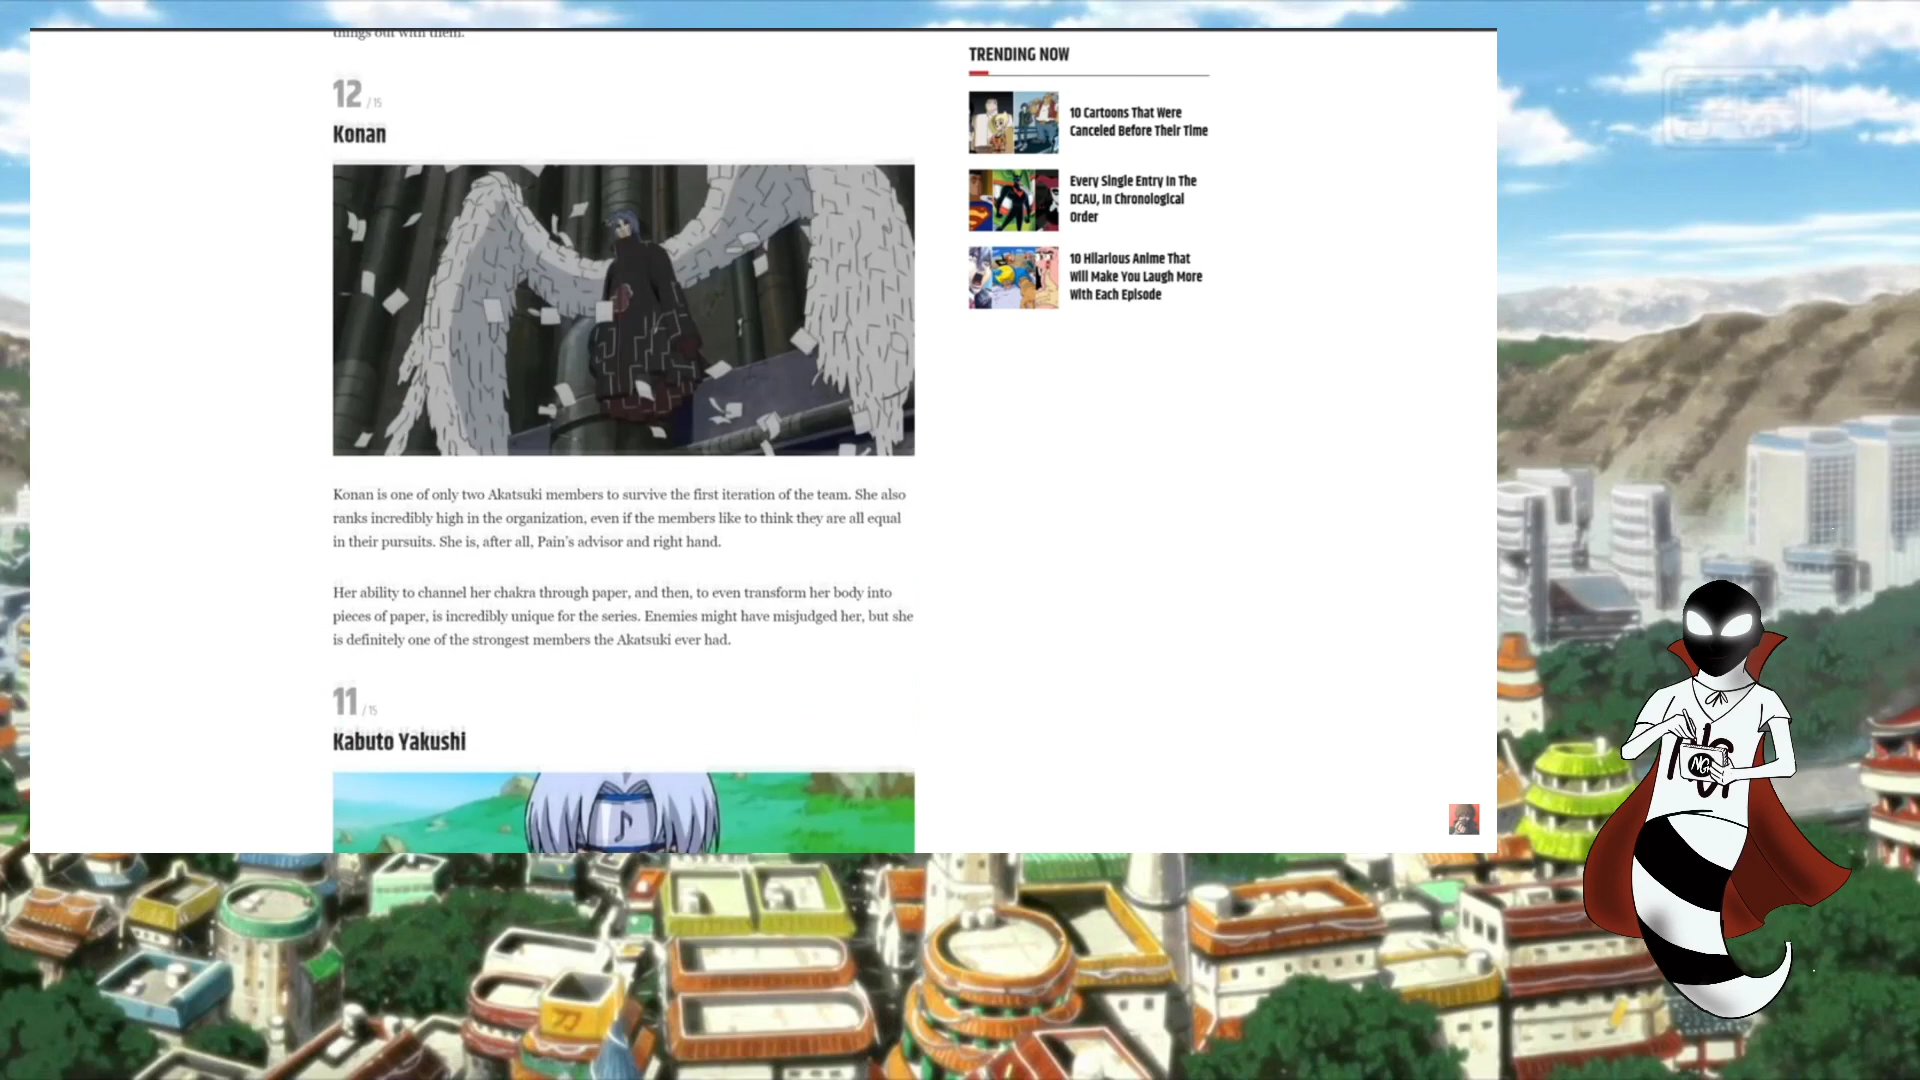 things out with them.
12 / 15
Konan
Konan is one of only two Akatsuki members to survive the first iteration of the team. She also
ranks incredibly high in the organization, even if the members like to think they are all equal
in their pursuits. She is, after all, Pain's advisor and right hand.
Her ability to channel her chakra through paper, and then, to even transform her body into
pieces of paper, is incredibly unique for the series. Enemies might have misjudged her, but she
is definitely one of the strongest members the Akatsuki ever had.
11 / 15
Kabuto Yakushi
TRENDING NOW
10 Cartoons That Were
Canceled Before Their Time
Every Single Entry In The
DCAU, In Chronological
Order
10 Hilarious Anime That
Will Make You Laugh More
With Each Episode
NG